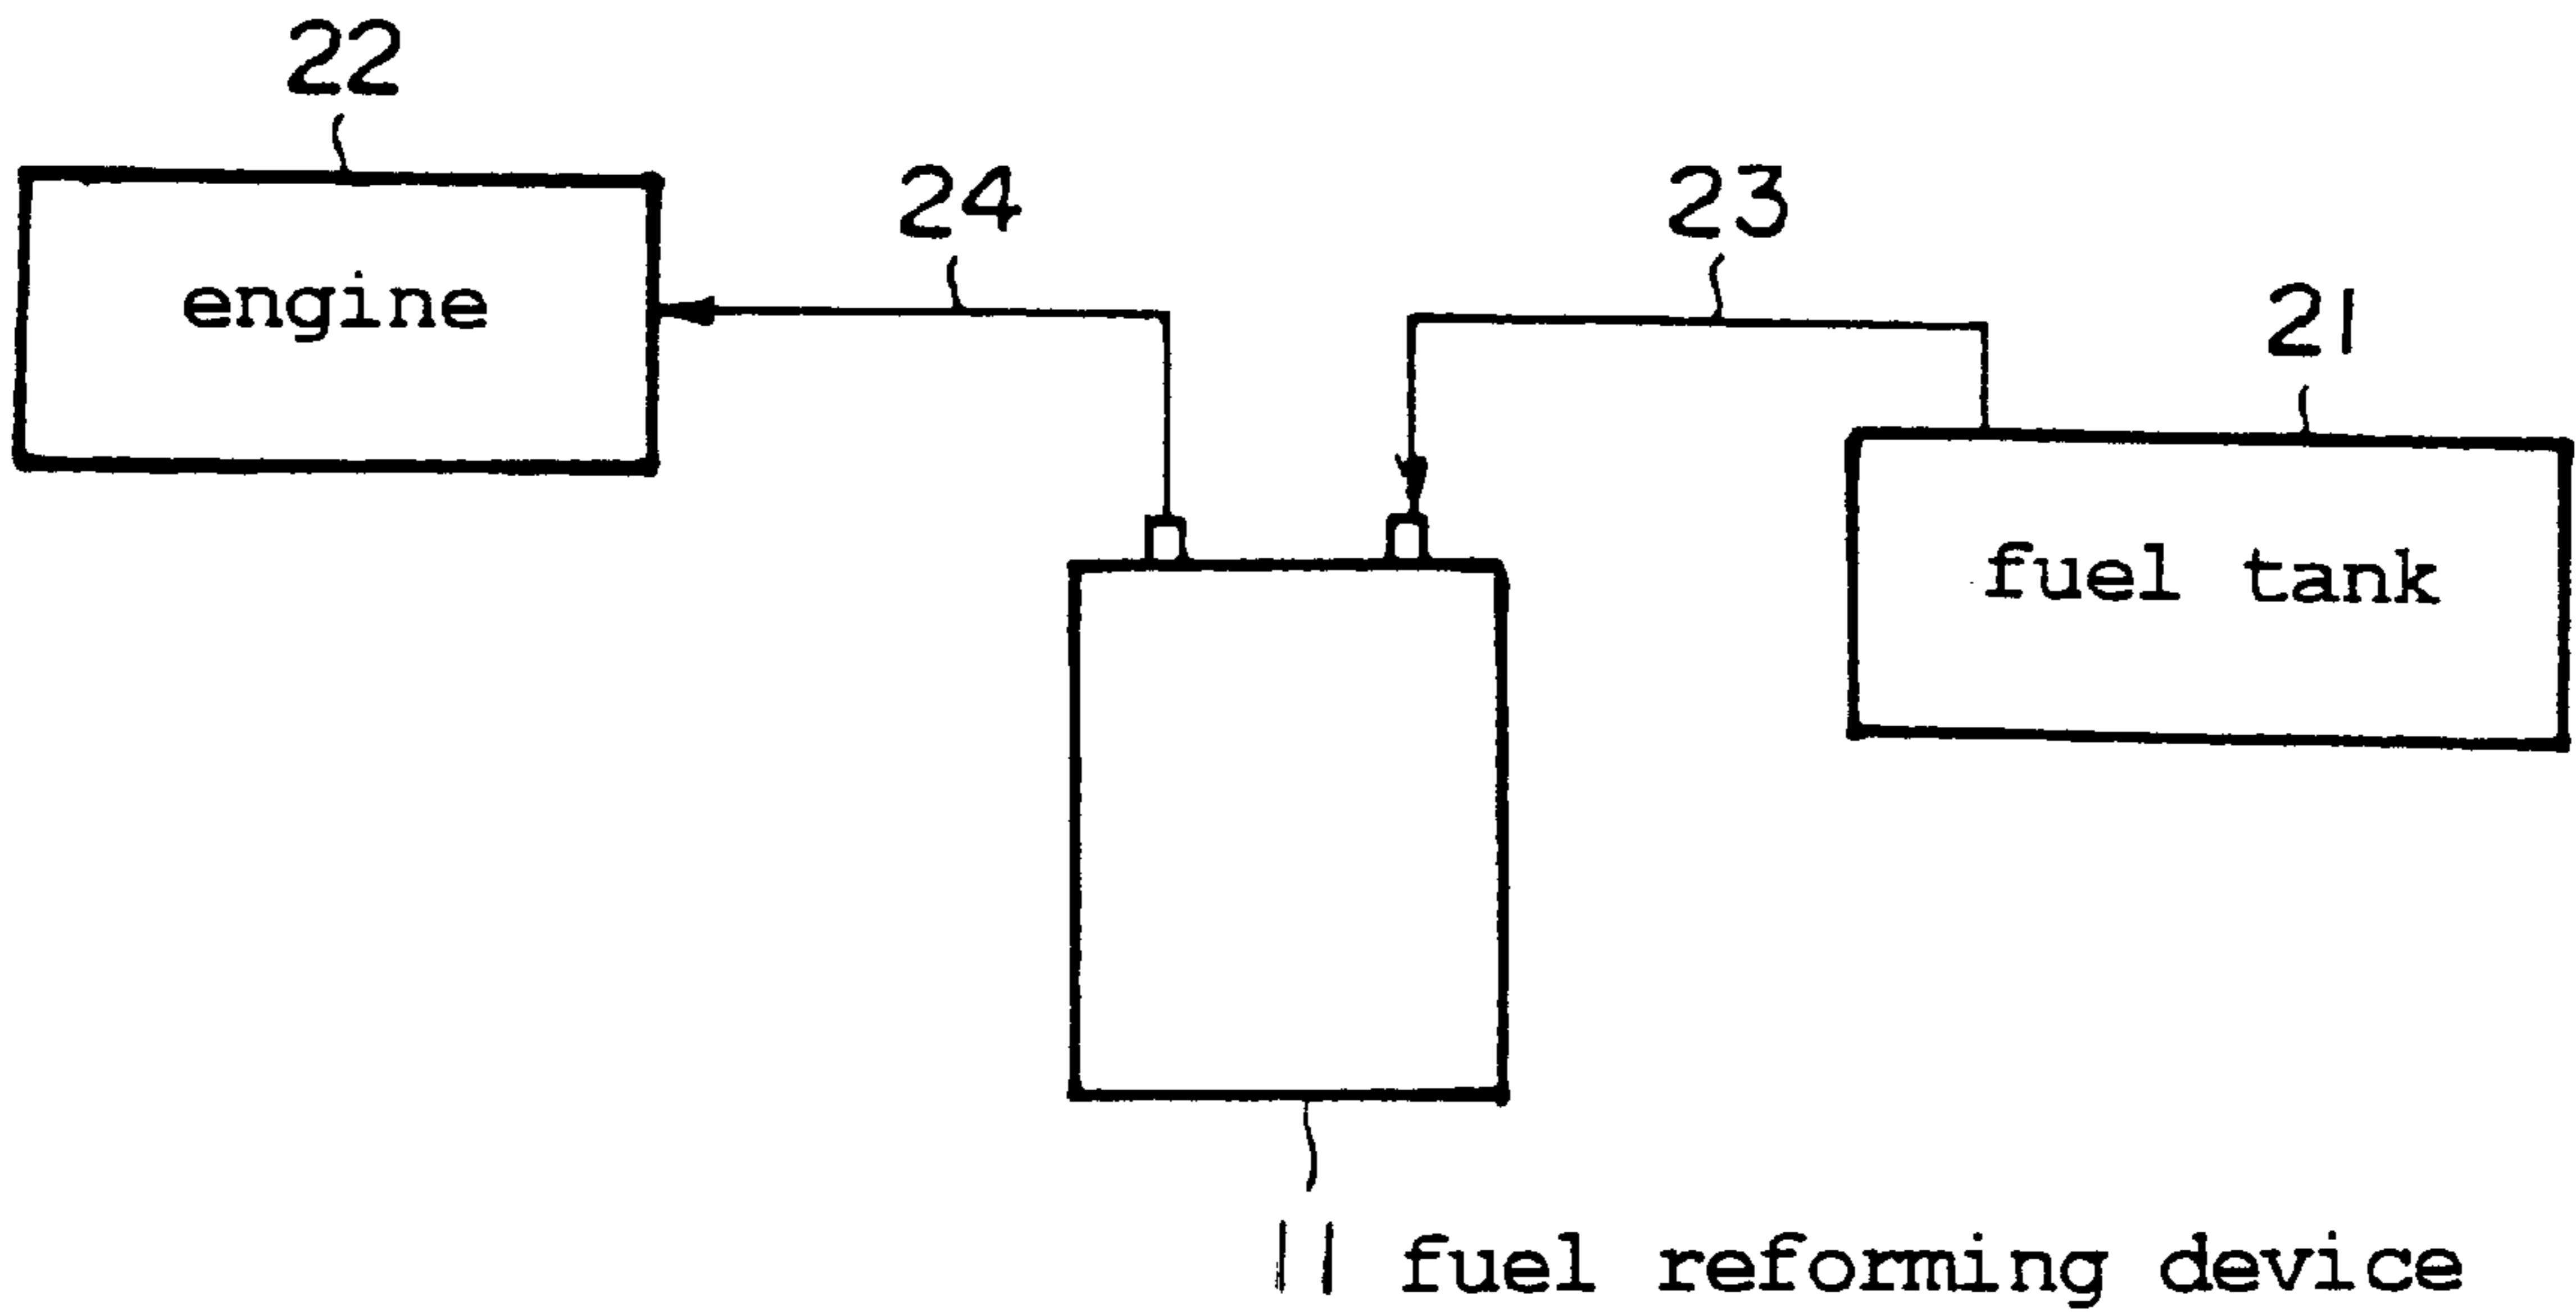 22
24
23
21
engine
fuel tank
11 fuel reforming device